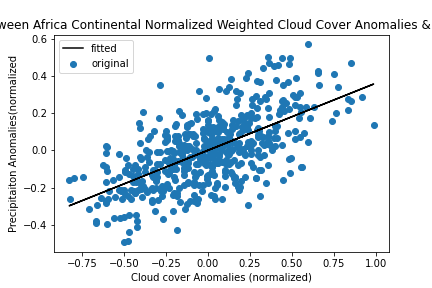 ween Africa Continental Normalized Weighted Cloud Cover Anomalies &
fitted
original
Precipitaiton Anomalies(normalized
0.6
0.4
0.2
0.0
−0.2
−0.4
−0.75 −0.50 −0.25 0.00 0.25 0.50 0.75 1.00
Cloud cover Anomalies (normalized)